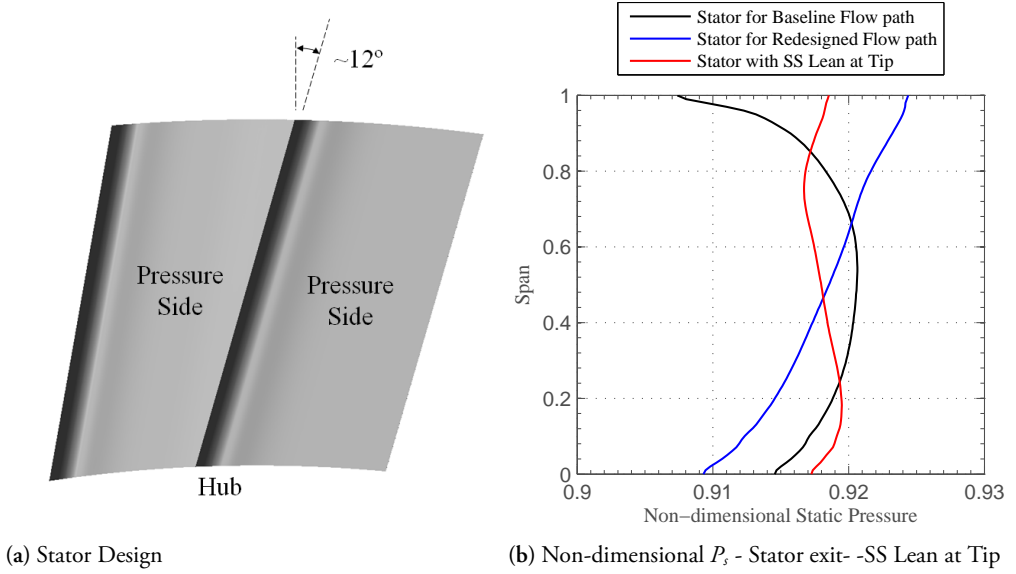 ~12°
Pressure
Side
Pressure
Side
Hub
(a) Stator Design
Stator for Baseline Flow path
Stator for Redesigned Flow path
Stator with SS Lean at Tip
1
0.8
0.6
0.4
0.2
0
Span
0.9
0.91
0.92
0.93
Non−dimensional Static Pressure
(b) Non-dimensional Ps - Stator exit- -SS Lean at Tip